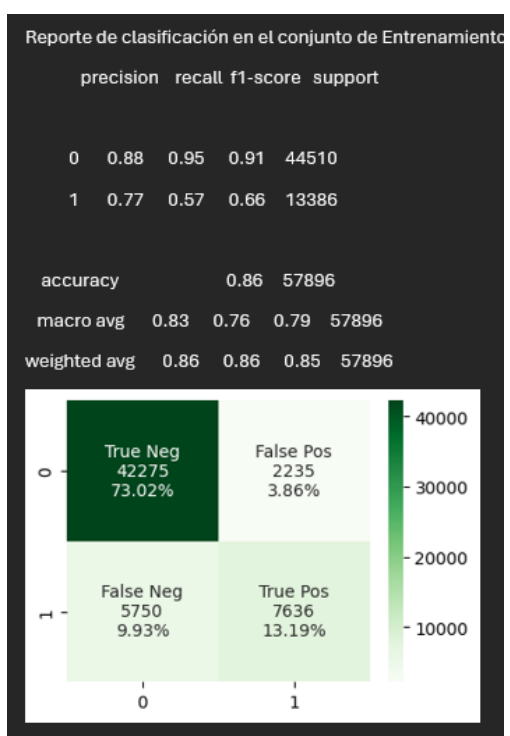 Reporte de clasificación en el conjunto de Entrenamiento
precision recall f1-score support
0 0.88 0.95 0.91 44510
1 0.77 0.57 0.66 13386
accuracy 0.86 57896
macro avg 0.83 0.76 0.79 57896
weighted avg 0.86 0.86 0.85 57896
True Neg False Pos
42275 2235
73.02% 3.86%
False Neg True Pos
5750 7636
9.93% 13.19%
0
1
0 1
40000
30000
20000
10000